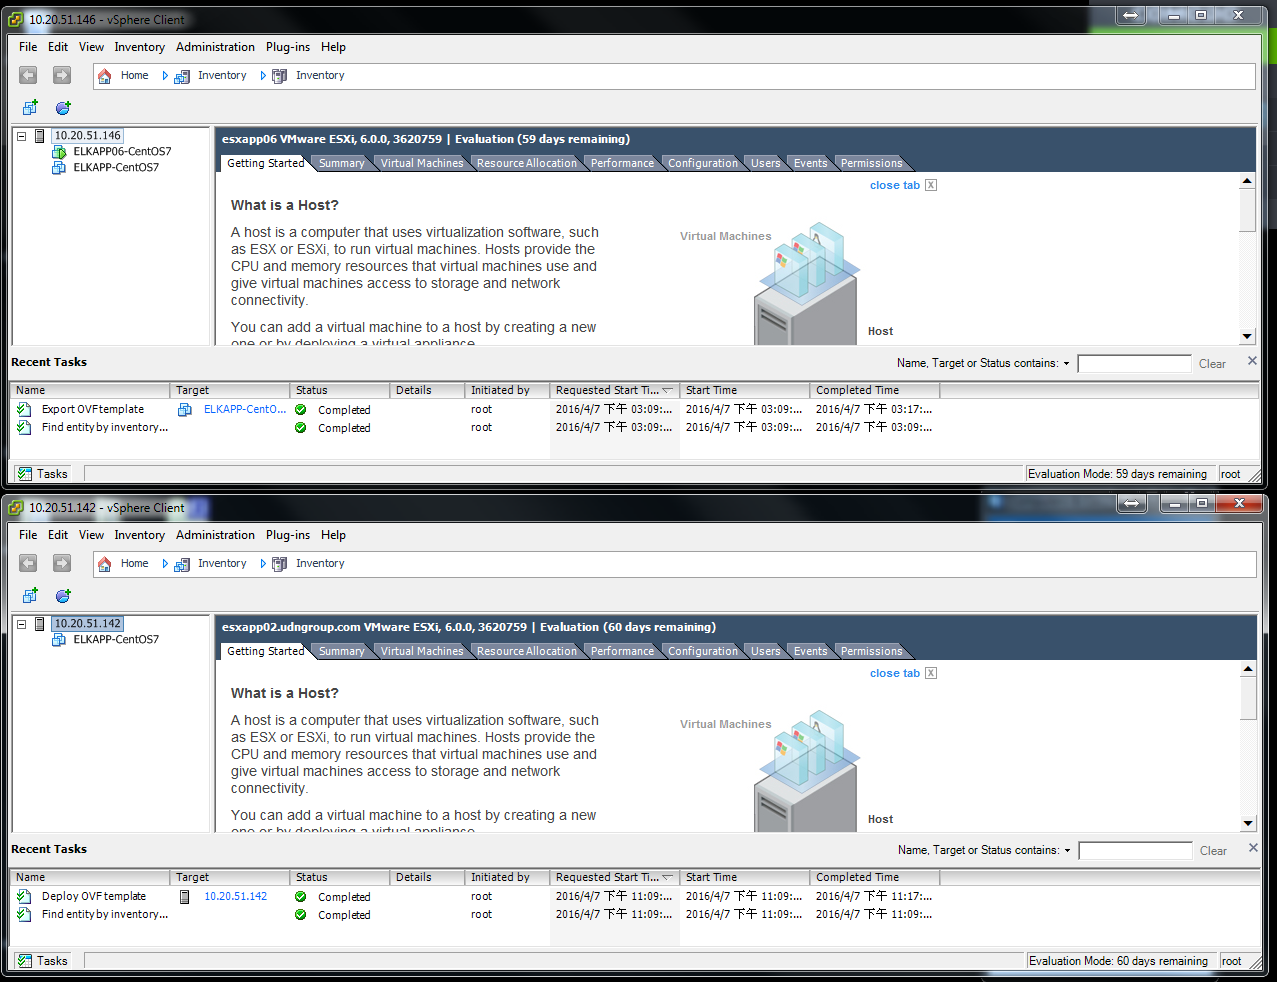 10.20.51.146 - vSphere Client
File Edit View Inventory Administration Plug-ins Help
Home Inventory Inventory
10.20.51.146
ELKAPP06-CentOS7
ELKAPP-CentOS7
esxapp06 VMware ESXi, 6.0.0, 3620759 | Evaluation (59 days remaining)
Getting Started Summary Virtual Machines Resource Allocation Performance Configuration Users Events Permissions
close tab X
What is a Host?
A host is a computer that uses virtualization software, such
as ESX or ESXi, to run virtual machines. Hosts provide the
CPU and memory resources that virtual machines use and
give virtual machines access to storage and network
connectivity.
You can add a virtual machine to a host by creating a new
one or by deploying a virtual appliance.
Virtual Machines
Host
Recent Tasks
Name, Target or Status contains: Clear
Name Target Status Details Initiated by Requested Start Ti... Start Time Completed Time
Export OVF template ELKAPP-CentO... Completed root 2016/4/7 下午 03:09:... 2016/4/7 下午 03:09:... 2016/4/7 下午 03:17:...
Find entity by inventory... Completed root 2016/4/7 下午 03:09:... 2016/4/7 下午 03:09:... 2016/4/7 下午 03:09:...
Tasks Evaluation Mode: 59 days remaining root
10.20.51.142 - vSphere Client
File Edit View Inventory Administration Plug-ins Help
Home Inventory Inventory
10.20.51.142
ELKAPP-CentOS7
esxapp02.udngroup.com VMware ESXi, 6.0.0, 3620759 | Evaluation (60 days remaining)
Getting Started Summary Virtual Machines Resource Allocation Performance Configuration Users Events Permissions
close tab X
What is a Host?
A host is a computer that uses virtualization software, such
as ESX or ESXi, to run virtual machines. Hosts provide the
CPU and memory resources that virtual machines use and
give virtual machines access to storage and network
connectivity.
You can add a virtual machine to a host by creating a new
one or by deploying a virtual appliance.
Virtual Machines
Host
Recent Tasks
Name, Target or Status contains: Clear
Name Target Status Details Initiated by Requested Start Ti... Start Time Completed Time
Deploy OVF template 10.20.51.142 Completed root 2016/4/7 下午 11:09:... 2016/4/7 下午 11:09:... 2016/4/7 下午 11:17:...
Find entity by inventory... Completed root 2016/4/7 下午 11:09:... 2016/4/7 下午 11:09:... 2016/4/7 下午 11:09:...
Tasks Evaluation Mode: 60 days remaining root